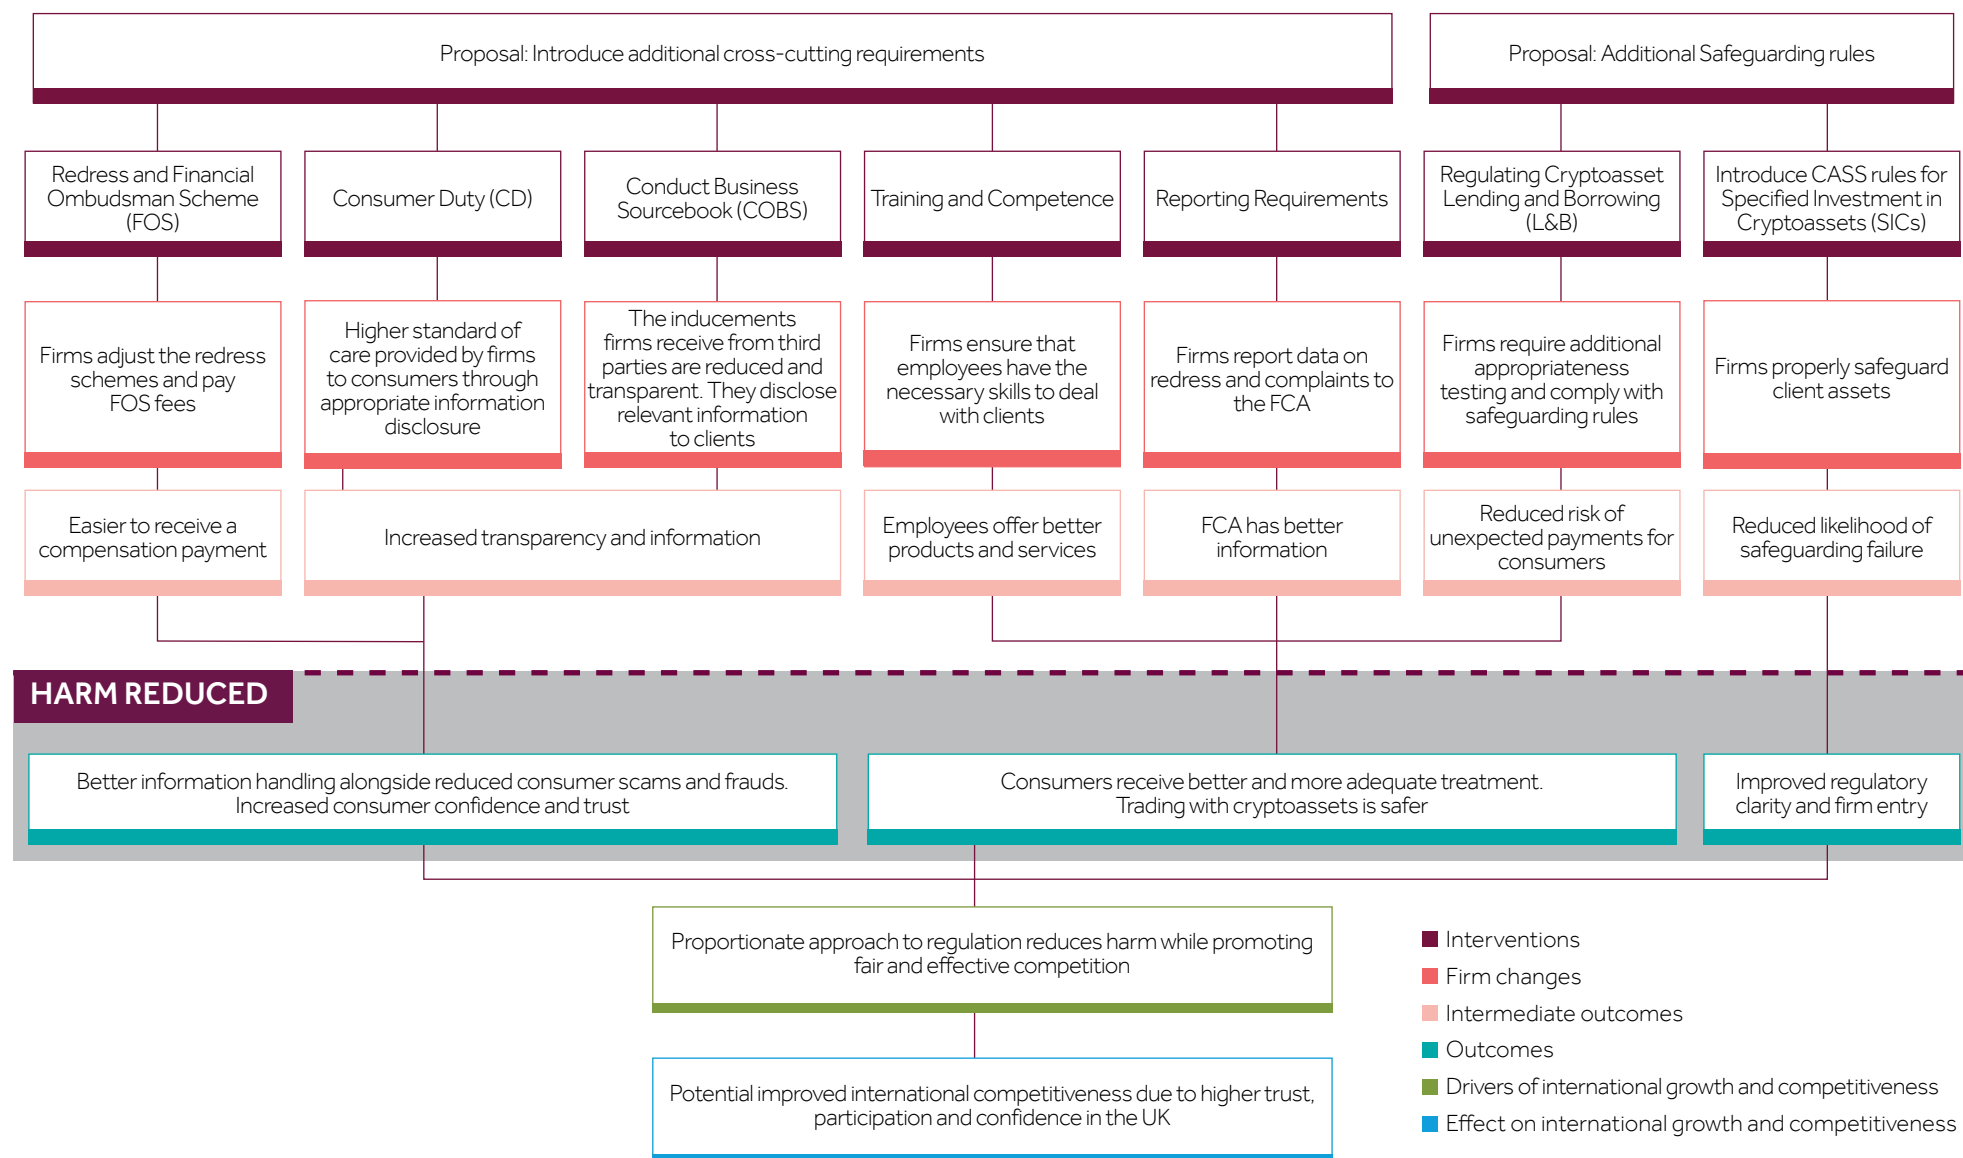 Proposal: Introduce additional cross-cutting requirements
Proposal: Additional Safeguarding rules
Redress and Financial
Ombudsman Scheme
(FOS)
Consumer Duty (CD)
Conduct Business
Sourcebook (COBS)
Training and Competence
Reporting Requirements
Regulating Cryptoasset
Lending and Borrowing
(L&B)
Introduce CASS rules for
Specified Investment in
Cryptoassets (SICs)
Firms adjust the redress
schemes and pay
FOS fees
Higher standard of
care provided by firms
to consumers through
appropriate information
disclosure
The inducements
firms receive from third
parties are reduced and
transparent. They disclose
relevant information
to clients
Firms ensure that
employees have the
necessary skills to deal
with clients
Firms report data on
redress and complaints to
the FCA
Firms require additional
appropriateness
testing and comply with
safeguarding rules
Firms properly safeguard
client assets
Easier to receive a
compensation payment
Increased transparency and information
Employees offer better
products and services
FCA has better
information
Reduced risk of
unexpected payments for
consumers
Reduced likelihood of
safeguarding failure
HARM REDUCED
Better information handling alongside reduced consumer scams and frauds.
Increased consumer confidence and trust
Consumers receive better and more adequate treatment.
Trading with cryptoassets is safer
Improved regulatory
clarity and firm entry
Proportionate approach to regulation reduces harm while promoting
fair and effective competition
Potential improved international competitiveness due to higher trust,
participation and confidence in the UK
Interventions
Firm changes
Intermediate outcomes
Outcomes
Drivers of international growth and competitiveness
Effect on international growth and competitiveness